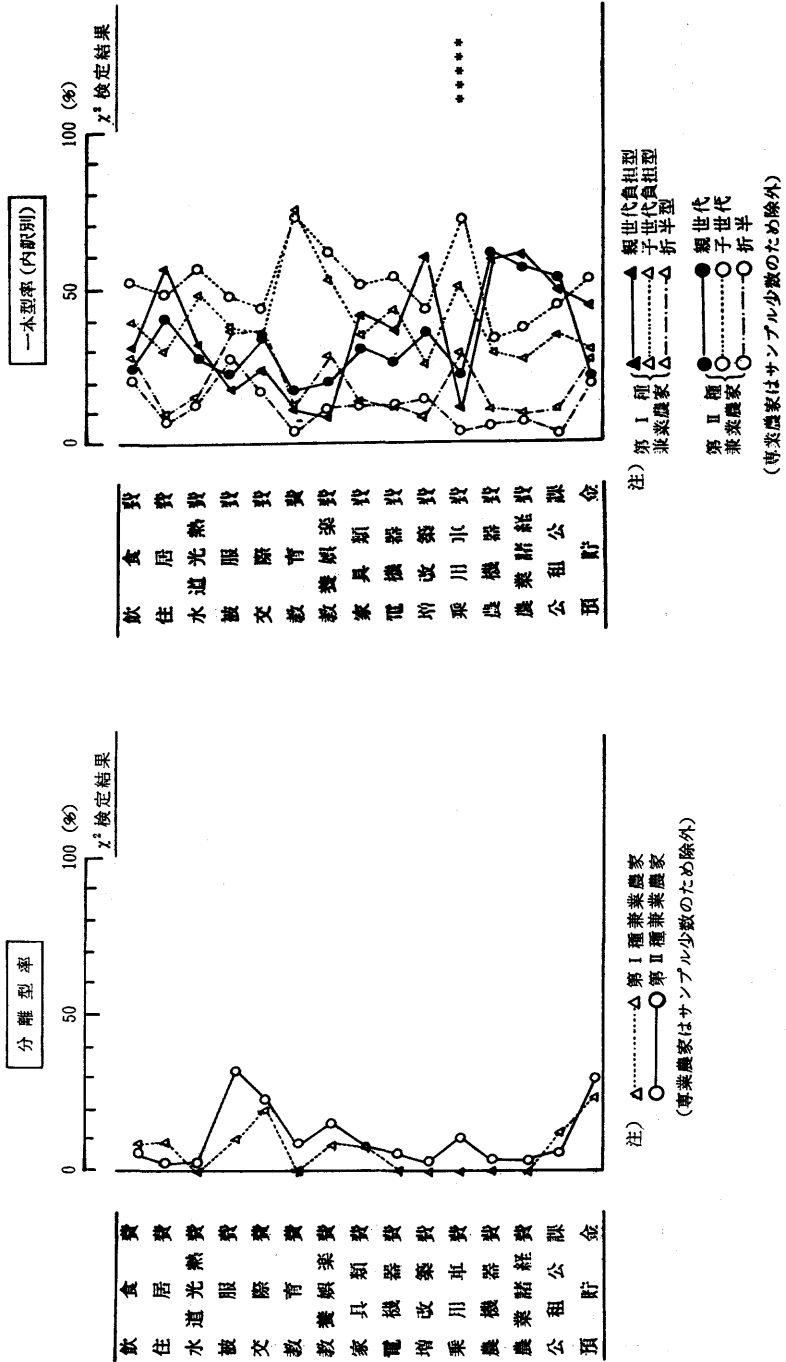 分離型率
0 50 100 (%)
χ² 検定結果
飲食費
住居費
水道光熱費
被服費
交際費
教育費
教養娯楽費
家具類費
電機器費
増改築費
乗用車費
農機器費
農業諸経費
公租公課
預貯金
注) 第Ⅰ種兼業農家
第Ⅱ種兼業農家
(専業農家はサンプル少数のため除外)
一本型率(内訳別)
0 50 100 (%)
χ² 検定結果
飲食費
住居費
水道光熱費
被服費
交際費
教育費
教養娯楽費
家具類費
電機器費
増改築費
乗用車費
農機器費
農業諸経費
公租公課
預貯金
*****
注) 第Ⅰ種兼業農家
親世代負担型
子世代負担型
折半型
第Ⅱ種兼業農家
親世代
子世代
折半
(専業農家はサンプル少数のため除外)